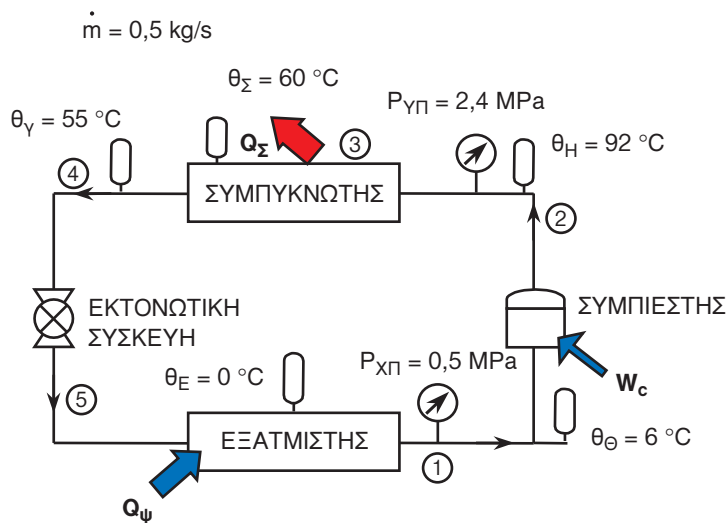 ṁ = 0,5 kg/s
θΣ = 60 °C
PΥΠ = 2,4 MPa
θΥ = 55 °C
QΣ
3
θΗ = 92 °C
4
ΣΥΜΠΥΚΝΩΤΗΣ
2
ΕΚΤΟΝΩΤΙΚΗ
ΣΥΣΚΕΥΗ
ΣΥΜΠΙΕΣΤΗΣ
PΧΠ = 0,5 MPa
θΕ = 0 °C
Wc
5
ΕΞΑΤΜΙΣΤΗΣ
θΘ = 6 °C
1
Qψ